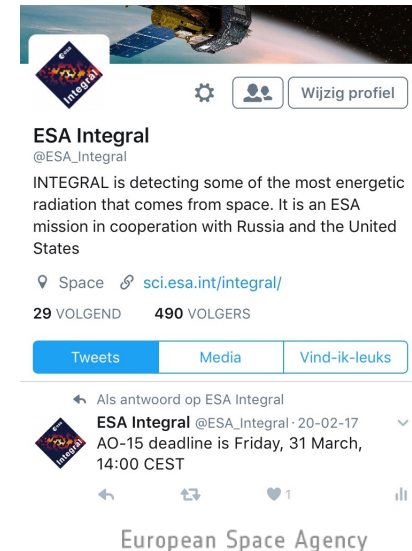 esa
Integral
Wijzig profiel
ESA Integral
@ESA_Integral
INTEGRAL is detecting some of the most energetic
radiation that comes from space. It is an ESA
mission in cooperation with Russia and the United
States
Space sci.esa.int/integral/
29 VOLGEND 490 VOLGERS
Tweets Media Vind-ik-leuks
Als antwoord op ESA Integral
ESA Integral @ESA_Integral · 20-02-17
AO-15 deadline is Friday, 31 March,
14:00 CEST
Integral
1
European Space Agency